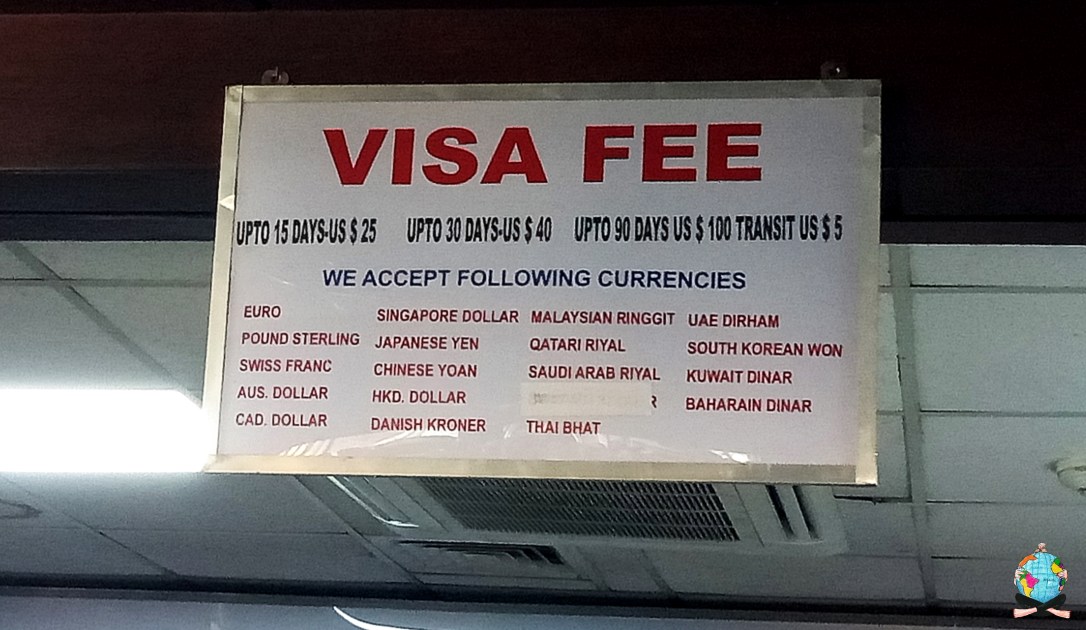 VISA FEE
UPTO 15 DAYS-US $ 25 UPTO 30 DAYS-US $ 40 UPTO 90 DAYS US $ 100 TRANSIT US $ 5
WE ACCEPT FOLLOWING CURRENCIES
EURO
POUND STERLING
SWISS FRANC
AUS. DOLLAR
CAD. DOLLAR
SINGAPORE DOLLAR
JAPANESE YEN
CHINESE YOAN
HKD. DOLLAR
DANISH KRONER
MALAYSIAN RINGGIT
QATARI RIYAL
SAUDI ARAB RIYAL
THAI BHAT
UAE DIRHAM
SOUTH KOREAN WON
KUWAIT DINAR
BAHARAIN DINAR